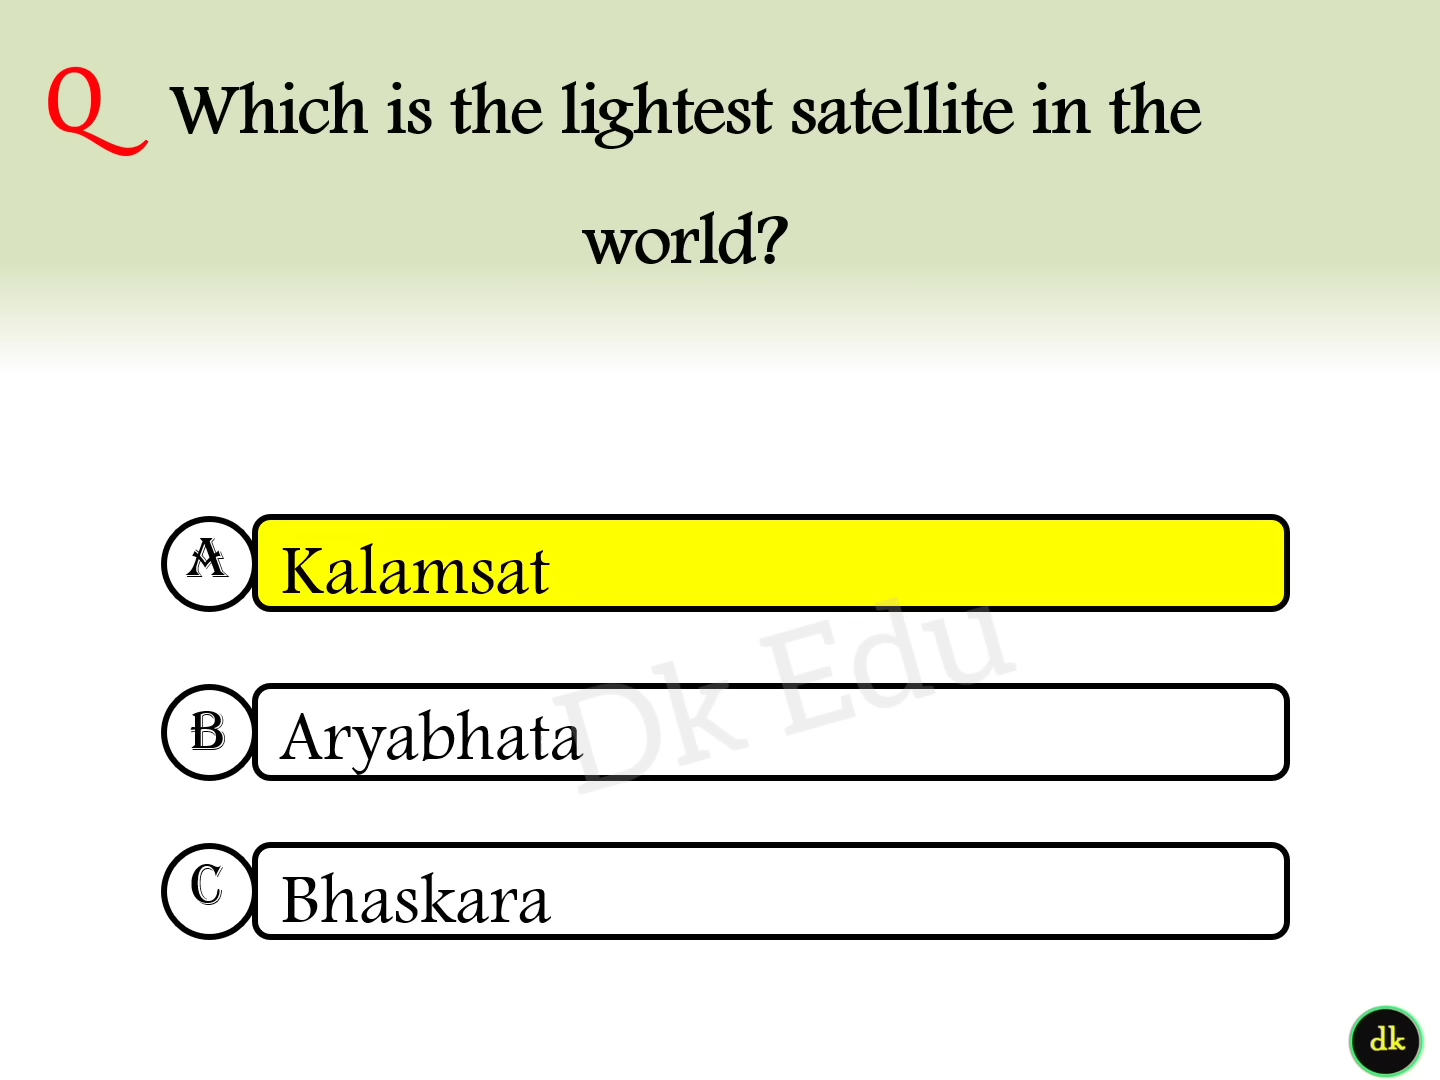 Q Which is the lightest satellite in the
world?
A Kalamsat
Dk Edu
B Aryabhata
C Bhaskara
dk